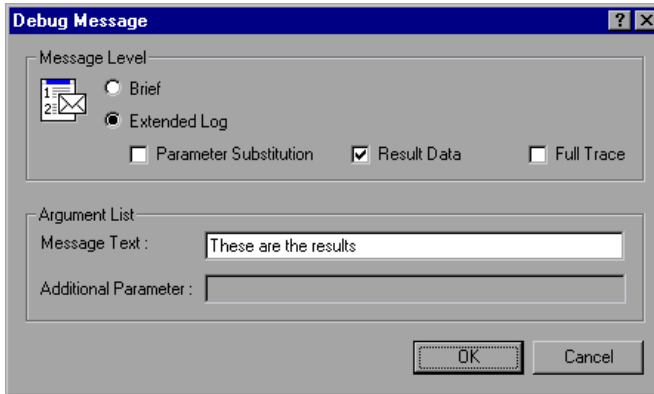 Debug Message
Message Level
Brief
Extended Log
Parameter Substitution Result Data Full Trace
Argument List
Message Text : These are the results
Additional Parameter :
OK Cancel